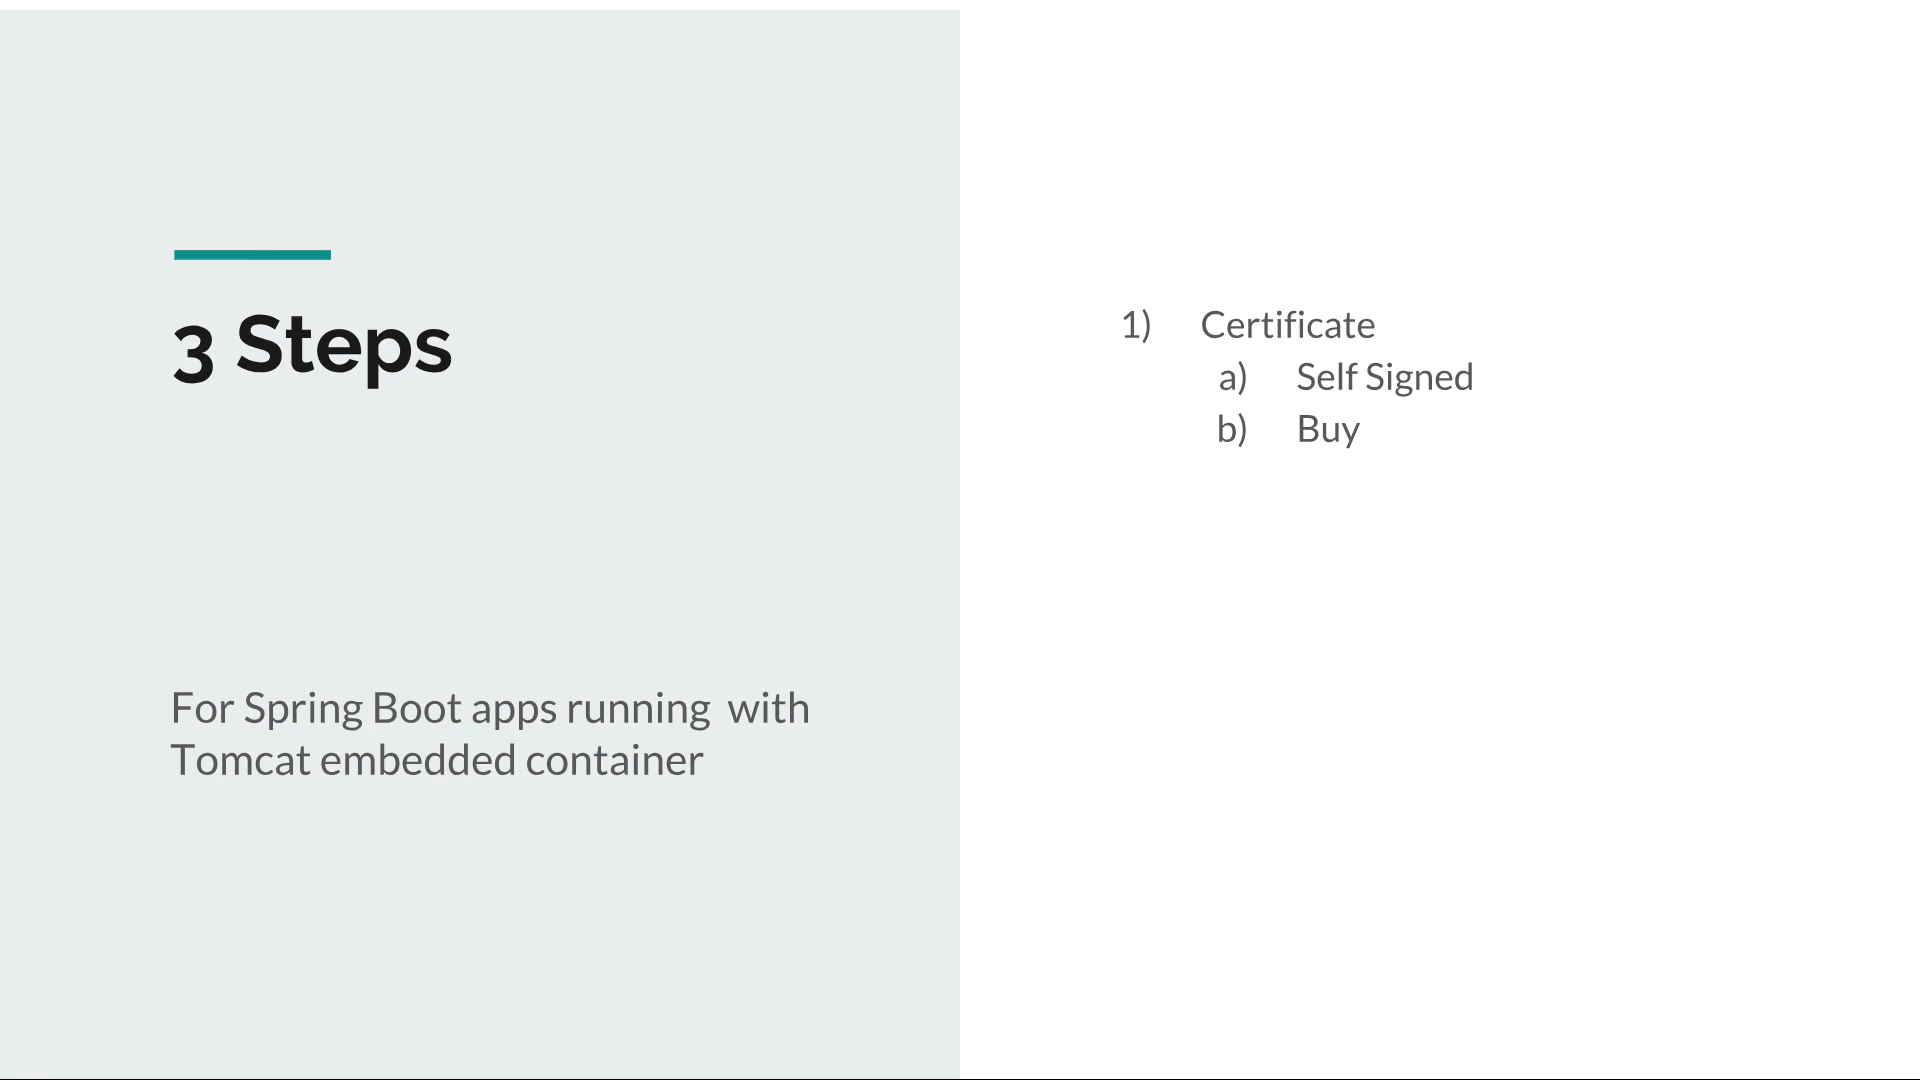 3 Steps
For Spring Boot apps running with
Tomcat embedded container
1) Certificate
a) Self Signed
b) Buy